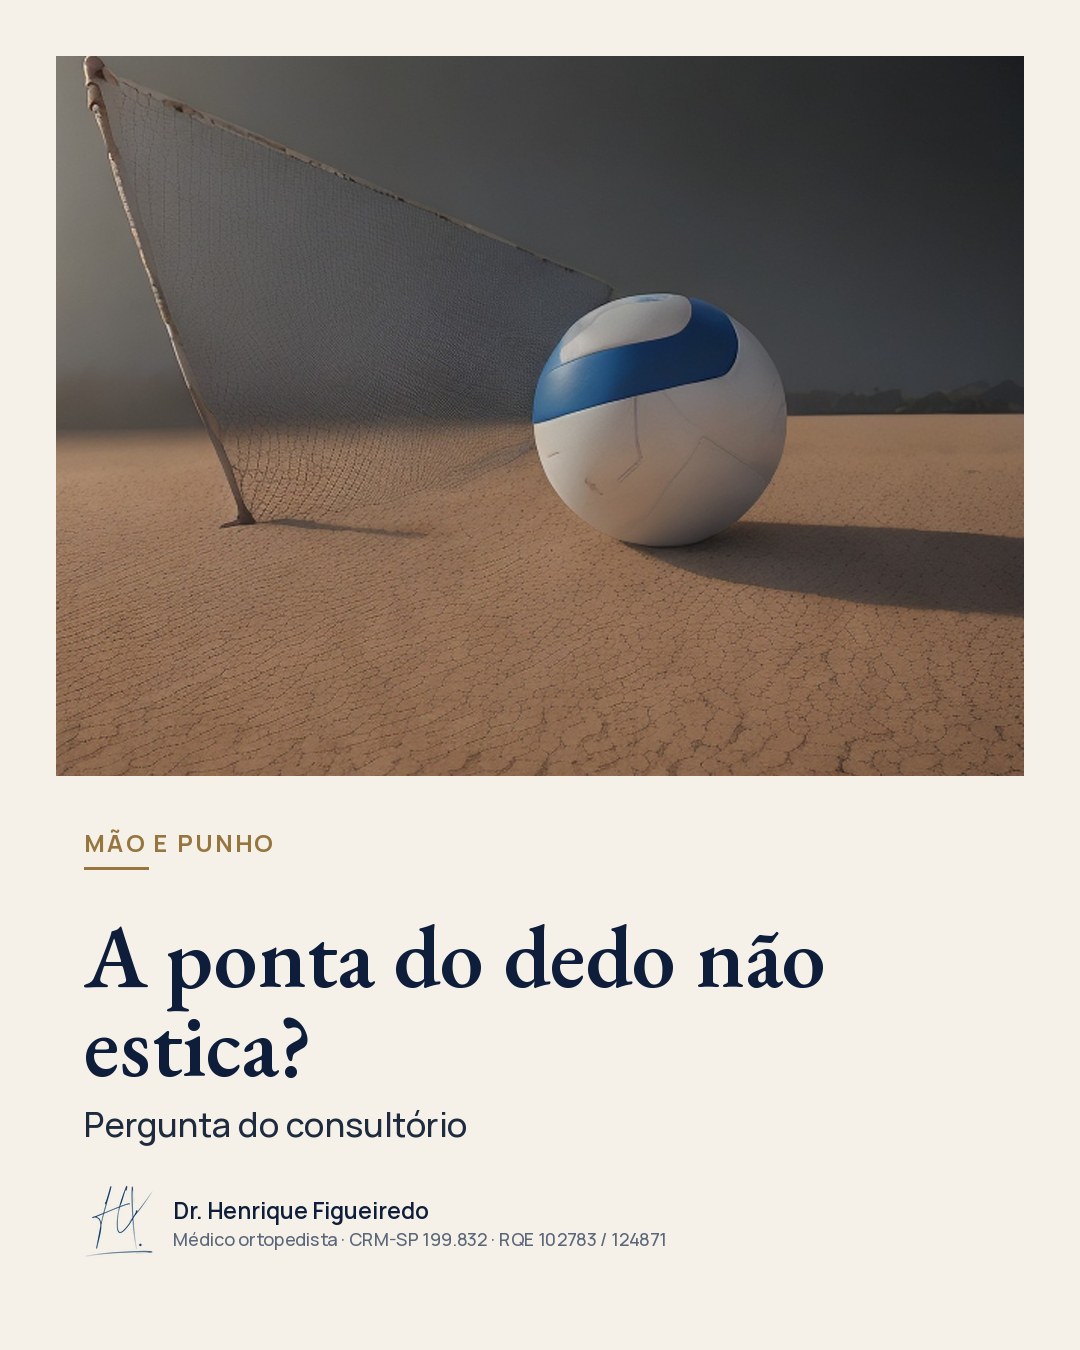 MÃO E PUNHO
A ponta do dedo não
estica?
Pergunta do consultório
Dr. Henrique Figueiredo
Médico ortopedista · CRM-SP 199.832 · RQE 102783 / 124871